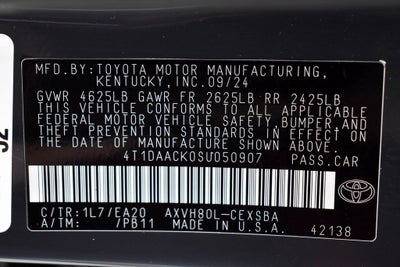 MFD.BY:TOYOTA MOTOR MANUFACTURING,
KENTUCKY,INC.09/24
GVWR 4625LB GAWR FR 2625LB RR 2425LB
THIS VEHICLE CONFORMS TO ALL APPLICABLE
FEDERAL MOTOR VEHICLE SAFETY,BUMPER,AND
THEFT PREVENTION STANDARDS IN EFFECT ON
THE DATE OF MANUFACTURE SHOWN ABOVE.
4T1DAACK0SU050907 PASS.CAR
C/TR:1L7/EA20 AXVH80L-CEXSBA
A/TM: /PB11 MADE IN U.S.A.
42138
TOYOTA